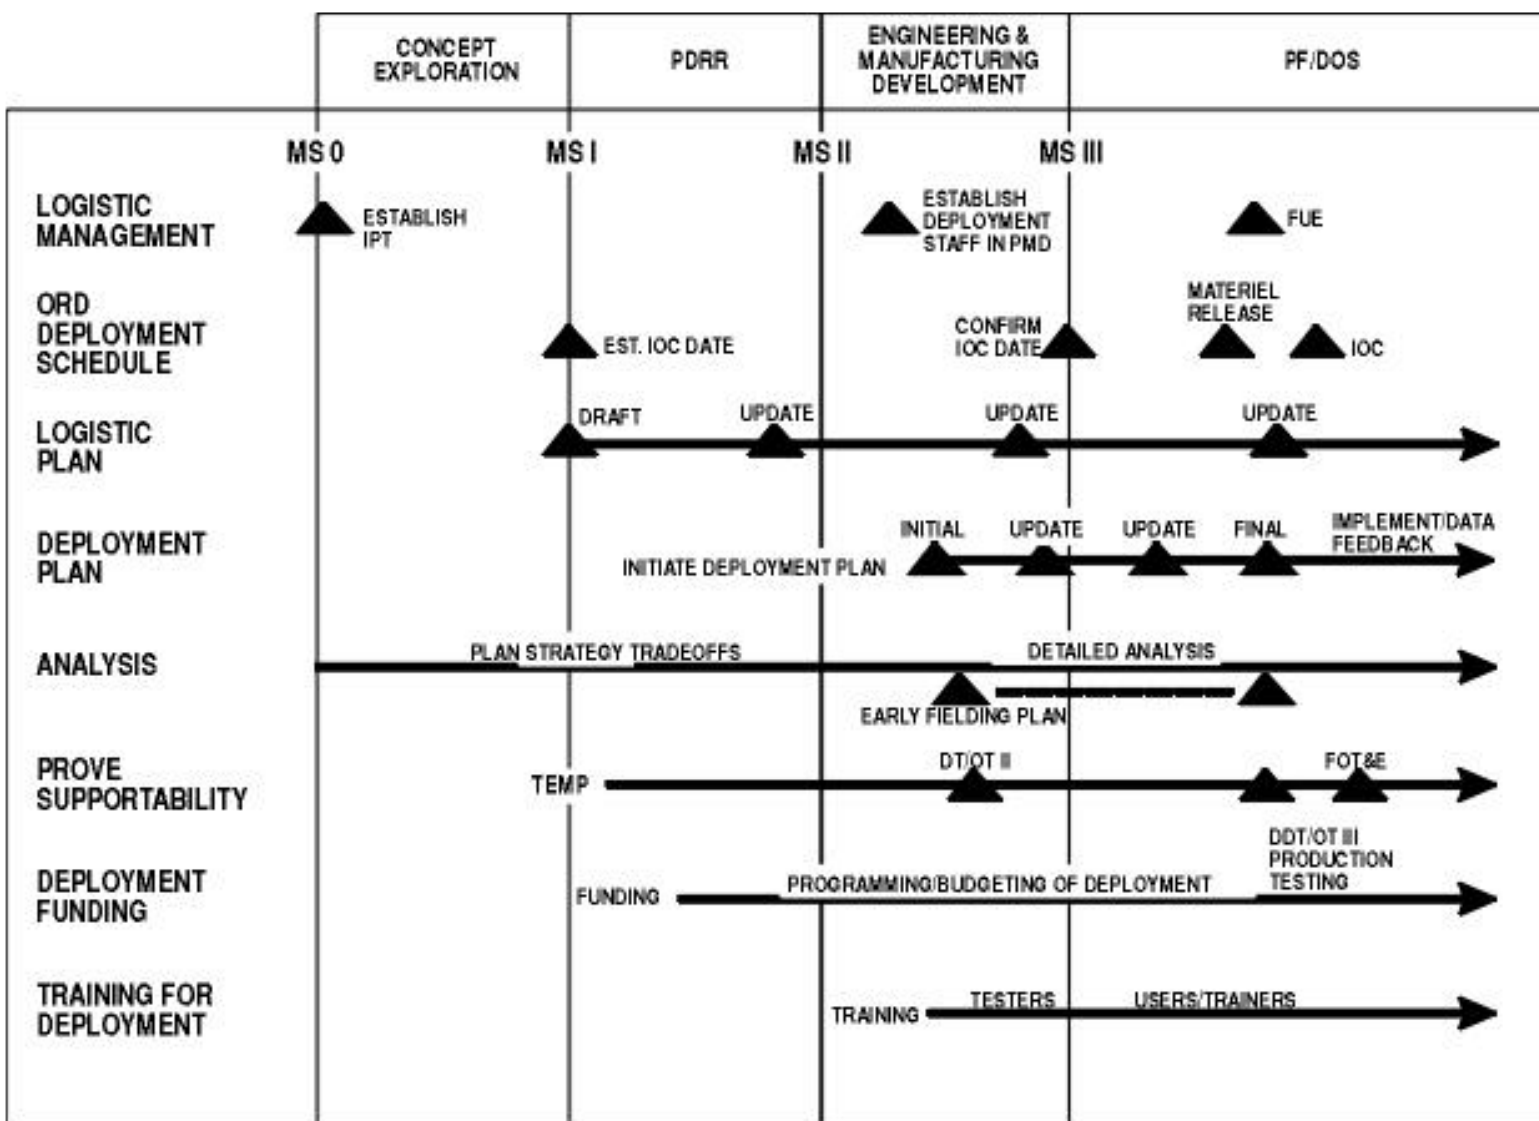 CONCEPT
EXPLORATION
PDRR
ENGINEERING &
MANUFACTURING
DEVELOPMENT
PF/DOS
MS 0
MS I
MS II
MS III
LOGISTIC
MANAGEMENT
ESTABLISH
IPT
ESTABLISH
DEPLOYMENT
STAFF IN PMD
FUE
ORD
DEPLOYMENT
SCHEDULE
EST. IOC DATE
CONFIRM
IOC DATE
MATERIEL
RELEASE
IOC
LOGISTIC
PLAN
DRAFT
UPDATE
UPDATE
UPDATE
DEPLOYMENT
PLAN
INITIATE DEPLOYMENT PLAN
INITIAL
UPDATE
UPDATE
FINAL
IMPLEMENT/DATA
FEEDBACK
ANALYSIS
PLAN STRATEGY TRADEOFFS
DETAILED ANALYSIS
EARLY FIELDING PLAN
PROVE
SUPPORTABILITY
TEMP
DT/OT II
FOT&E
DDT/OT III
PRODUCTION
TESTING
DEPLOYMENT
FUNDING
FUNDING
PROGRAMMING/BUDGETING OF DEPLOYMENT
TRAINING FOR
DEPLOYMENT
TRAINING
TESTERS
USERS/TRAINERS